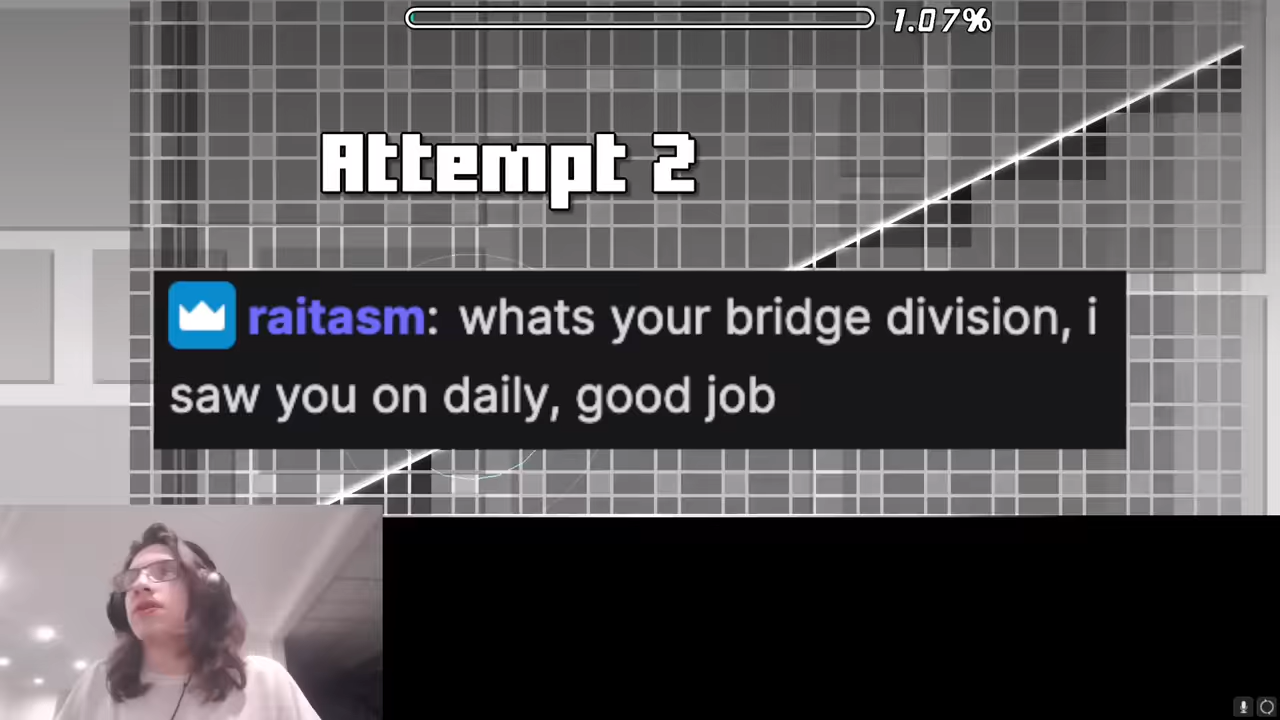 1.07%
Attempt 2
raitasm: whats your bridge division, i
saw you on daily, good job